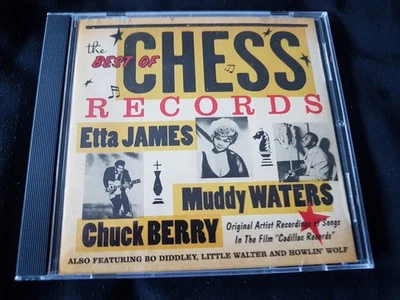 the
BEST OF
CHESS
RECORDS
Etta JAMES
Muddy WATERS
Chuck BERRY
Original Artist Recordings of Songs
In The Film "Cadillac Records"
ALSO FEATURING BO DIDDLEY, LITTLE WALTER AND HOWLIN' WOLF